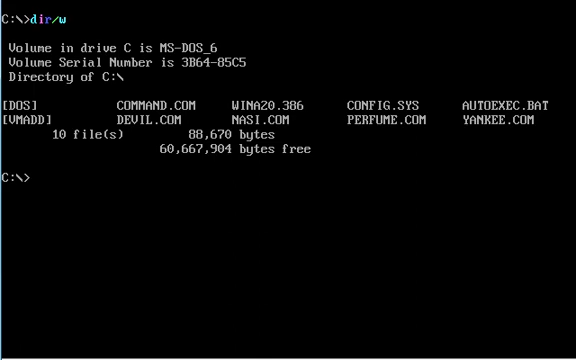 C:\>dir/w
Volume in drive C is MS-DOS_6
Volume Serial Number is 3B64-85C5
Directory of C:\
[DOS] COMMAND.COM WINA20.386 CONFIG.SYS AUTOEXEC.BAT
[VMADD] DEVIL.COM NASI.COM PERFUME.COM YANKEE.COM
10 file(s) 88,670 bytes
60,667,904 bytes free
C:\>